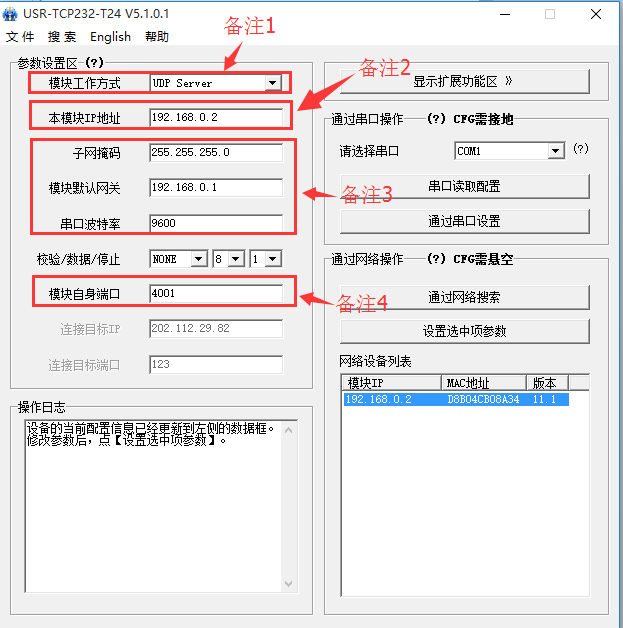 USR-TCP232-T24 V5.1.0.1
文件 搜索 English 帮助
备注1
参数设置区 (?)
模块工作方式 UDP Server
备注2
本模块IP地址 192.168.0.2
子网掩码 255.255.255.0
模块默认网关 192.168.0.1
备注3
串口波特率 9600
校验/数据/停止 NONE 8 1
模块自身端口 4001
备注4
连接目标IP 202.112.29.82
连接目标端口 123
操作日志
设备的当前配置信息已经更新到左侧的数据框。
修改参数后，点【设置选中项参数】。
显示扩展功能区 》
通过串口操作 (?) CFG需接地
请选择串口 COM1 (?)
串口读取配置
通过串口设置
通过网络操作 (?) CFG需悬空
通过网络搜索
设置选中项参数
网络设备列表
模块IP MAC地址 版本
192.168.0.2 D8B04CB08A34 11.1